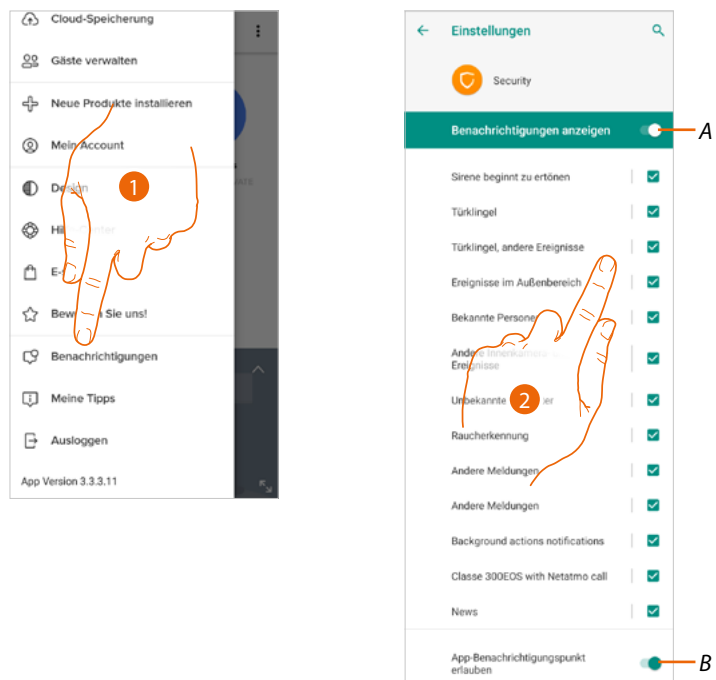 Cloud-Speicherung
Gäste verwalten
Neue Produkte installieren
Mein Account
Design
1
E-
Sie uns!
Benachrichtigungen
Meine Tipps
Ausloggen
App Version 3.3.3.11
Einstellungen
Security
Benachrichtigungen anzeigen
A
Sirene beginnt zu ertönen
Türklingel
Türklingel, andere Ereignisse
Ereignisse im Außenbereich
Bekannte
Andere
Ereignisse
2
Raucherkennung
Andere Meldungen
Andere Meldungen
Background actions notifications
Classe 300EOS with Netatmo call
News
App-Benachrichtigungspunkt
erlauben
B